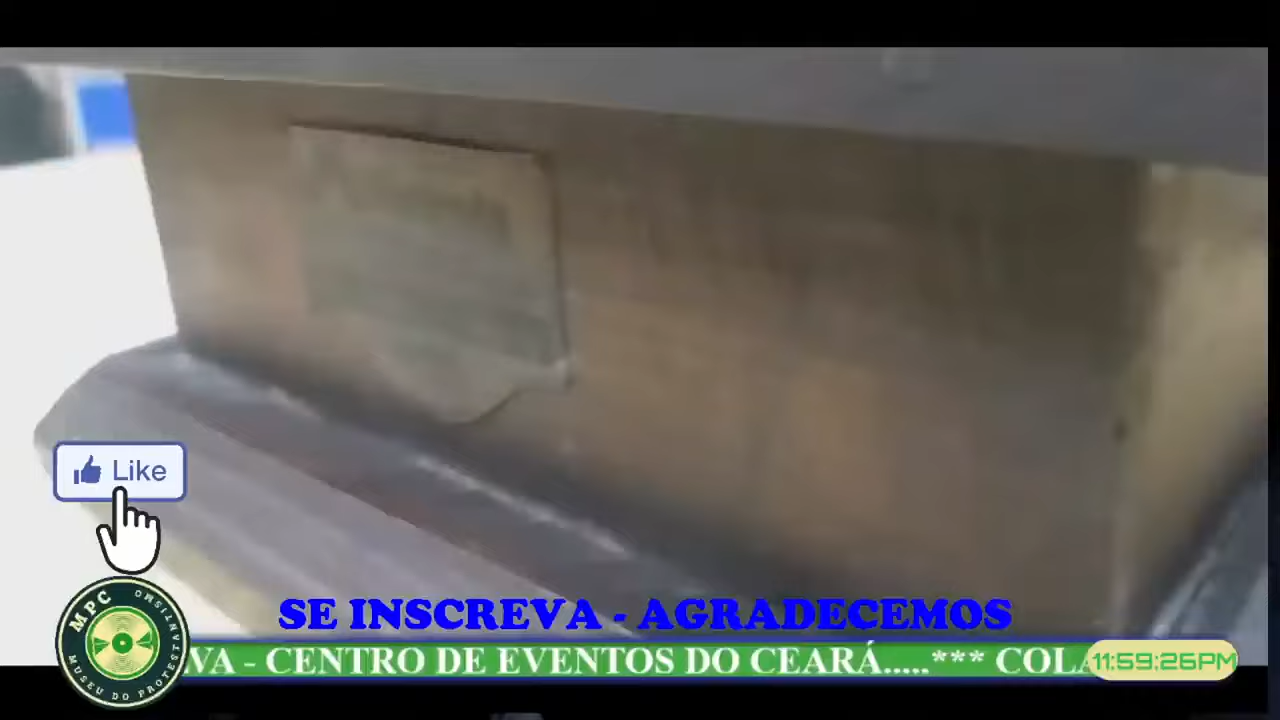 Like
SE INSCREVA - AGRADECEMOS
MPC
MUSEU DO PROTESTANTISMO
VA - CENTRO DE EVENTOS DO CEARÁ.....*** COLA
11:59:26PM